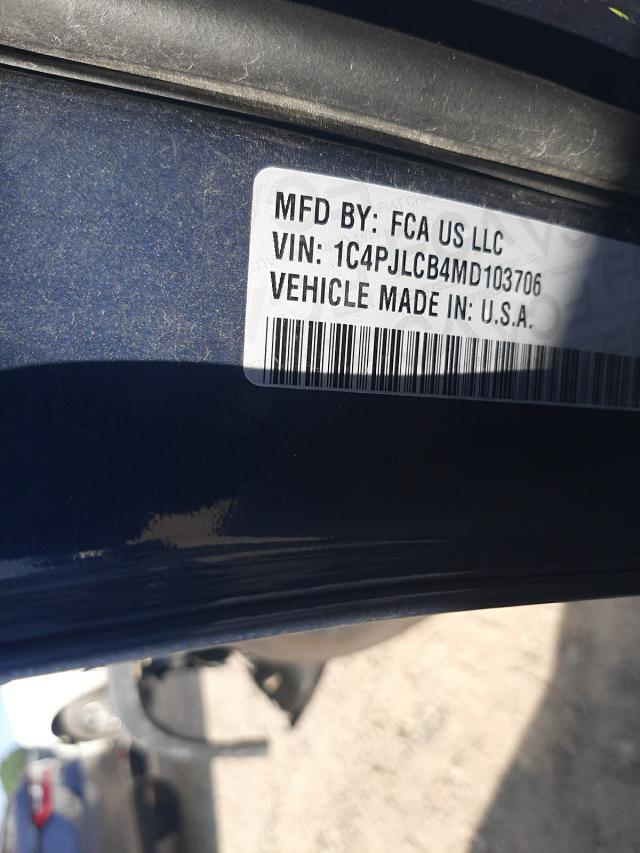 MFD BY: FCA US LLC
VIN: 1C4PJLCB4MD103706
VEHICLE MADE IN: U.S.A.